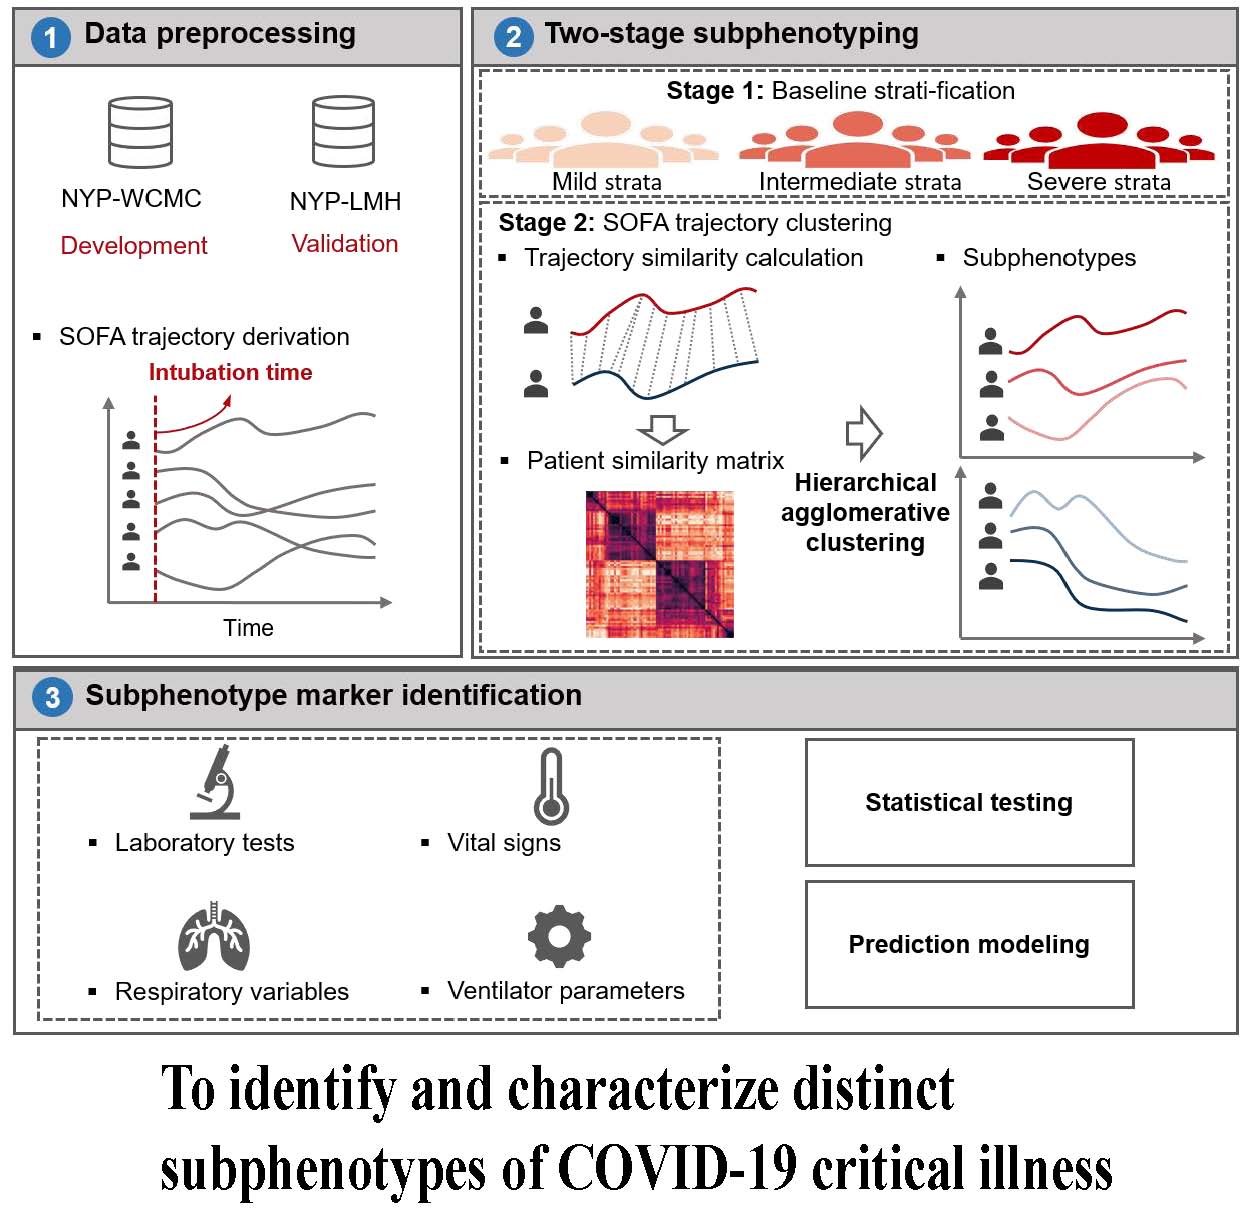 1 Data preprocessing
NYP-WCMC
Development
NYP-LMH
Validation
▪ SOFA trajectory derivation
Intubation time
Time
2 Two-stage subphenotyping
Stage 1: Baseline strati-fication
Mild strata
Intermediate strata
Severe strata
Stage 2: SOFA trajectory clustering
▪ Trajectory similarity calculation
▪ Patient similarity matrix
Hierarchical
agglomerative
clustering
▪ Subphenotypes
3 Subphenotype marker identification
▪ Laboratory tests
▪ Vital signs
▪ Respiratory variables
▪ Ventilator parameters
Statistical testing
Prediction modeling
To identify and characterize distinct
subphenotypes of COVID-19 critical illness